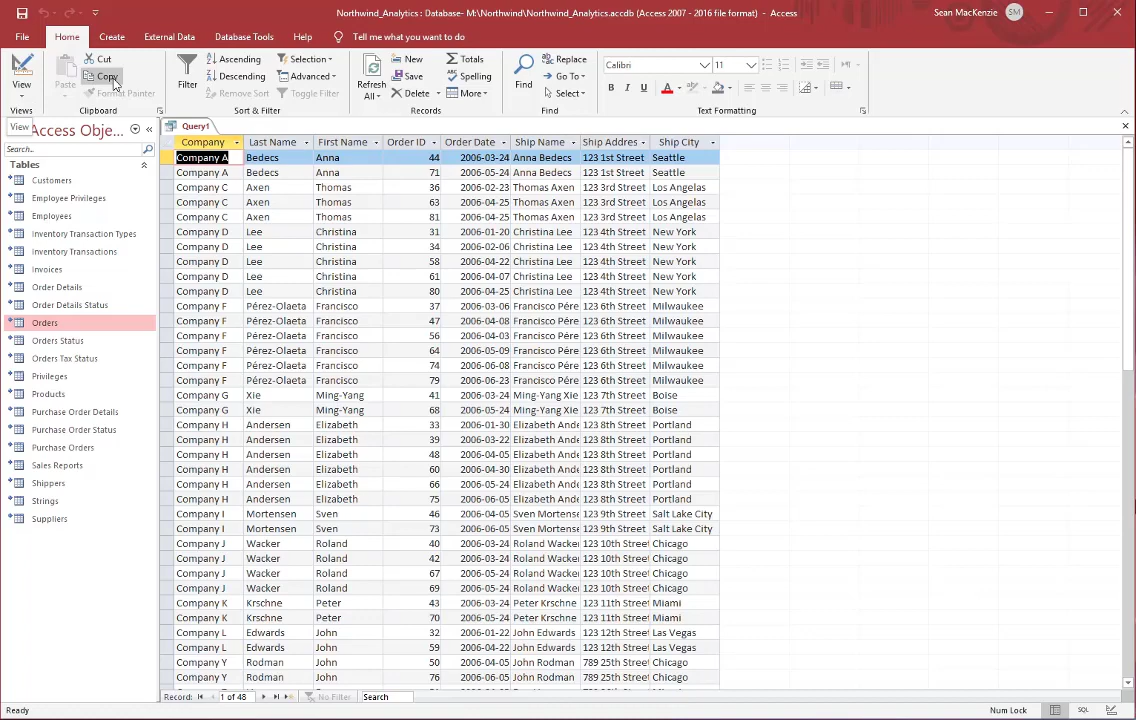 Northwind_Analytics : Database- M:\Northwind\Northwind_Analytics.accdb (Access 2007 - 2016 file format) - Access
Sean MacKenzie SM
File Home Create External Data Database Tools Help Tell me what you want to do
View
Views
Paste
Cut
Copy
Format Painter
Clipboard
Filter
Ascending
Descending
Remove Sort
Selection
Advanced
Toggle Filter
Sort & Filter
Refresh
All
New
Save
Delete
Totals
Spelling
More
Records
Find
Replace
Go To
Select
Find
Calibri 11
B I U A
Text Formatting
View
Access Obje...
Search...
Tables
Customers
Employee Privileges
Employees
Inventory Transaction Types
Inventory Transactions
Invoices
Order Details
Order Details Status
Orders
Orders Status
Orders Tax Status
Privileges
Products
Purchase Order Details
Purchase Order Status
Purchase Orders
Sales Reports
Shippers
Strings
Suppliers
Query1
Company Last Name First Name Order ID Order Date Ship Name Ship Addres Ship City
Company A Bedecs Anna 44 2006-03-24 Anna Bedecs 123 1st Street Seattle
Company A Bedecs Anna 71 2006-05-24 Anna Bedecs 123 1st Street Seattle
Company C Axen Thomas 36 2006-02-23 Thomas Axen 123 3rd Street Los Angelas
Company C Axen Thomas 63 2006-04-25 Thomas Axen 123 3rd Street Los Angelas
Company C Axen Thomas 81 2006-04-25 Thomas Axen 123 3rd Street Los Angelas
Company D Lee Christina 31 2006-01-20 Christina Lee 123 4th Street New York
Company D Lee Christina 34 2006-02-06 Christina Lee 123 4th Street New York
Company D Lee Christina 58 2006-04-22 Christina Lee 123 4th Street New York
Company D Lee Christina 61 2006-04-07 Christina Lee 123 4th Street New York
Company D Lee Christina 80 2006-04-25 Christina Lee 123 4th Street New York
Company F Pérez-Olaeta Francisco 37 2006-03-06 Francisco Pére 123 6th Street Milwaukee
Company F Pérez-Olaeta Francisco 47 2006-04-08 Francisco Pére 123 6th Street Milwaukee
Company F Pérez-Olaeta Francisco 56 2006-04-03 Francisco Pére 123 6th Street Milwaukee
Company F Pérez-Olaeta Francisco 64 2006-05-09 Francisco Pére 123 6th Street Milwaukee
Company F Pérez-Olaeta Francisco 74 2006-06-08 Francisco Pére 123 6th Street Milwaukee
Company F Pérez-Olaeta Francisco 79 2006-06-23 Francisco Pére 123 6th Street Milwaukee
Company G Xie Ming-Yang 41 2006-03-24 Ming-Yang Xie 123 7th Street Boise
Company G Xie Ming-Yang 68 2006-05-24 Ming-Yang Xie 123 7th Street Boise
Company H Andersen Elizabeth 33 2006-01-30 Elizabeth Ande 123 8th Street Portland
Company H Andersen Elizabeth 39 2006-03-22 Elizabeth Ande 123 8th Street Portland
Company H Andersen Elizabeth 48 2006-04-05 Elizabeth Ande 123 8th Street Portland
Company H Andersen Elizabeth 60 2006-04-30 Elizabeth Ande 123 8th Street Portland
Company H Andersen Elizabeth 66 2006-05-24 Elizabeth Ande 123 8th Street Portland
Company H Andersen Elizabeth 75 2006-06-05 Elizabeth Ande 123 8th Street Portland
Company I Mortensen Sven 46 2006-04-05 Sven Mortense 123 9th Street Salt Lake City
Company I Mortensen Sven 73 2006-06-05 Sven Mortense 123 9th Street Salt Lake City
Company J Wacker Roland 40 2006-03-24 Roland Wacker 123 10th Street Chicago
Company J Wacker Roland 42 2006-03-24 Roland Wacker 123 10th Street Chicago
Company J Wacker Roland 67 2006-05-24 Roland Wacker 123 10th Street Chicago
Company J Wacker Roland 69 2006-05-24 Roland Wacker 123 10th Street Chicago
Company K Krschne Peter 43 2006-03-24 Peter Krschne 123 11th Street Miami
Company K Krschne Peter 70 2006-05-24 Peter Krschne 123 11th Street Miami
Company L Edwards John 32 2006-01-22 John Edwards 123 12th Street Las Vegas
Company L Edwards John 59 2006-04-22 John Edwards 123 12th Street Las Vegas
Company Y Rodman John 50 2006-04-05 John Rodman 789 25th Street Chicago
Company Y Rodman John 76 2006-06-05 John Rodman 789 25th Street Chicago
Record: 1 of 48 No Filter Search
Ready Num Lock SQL